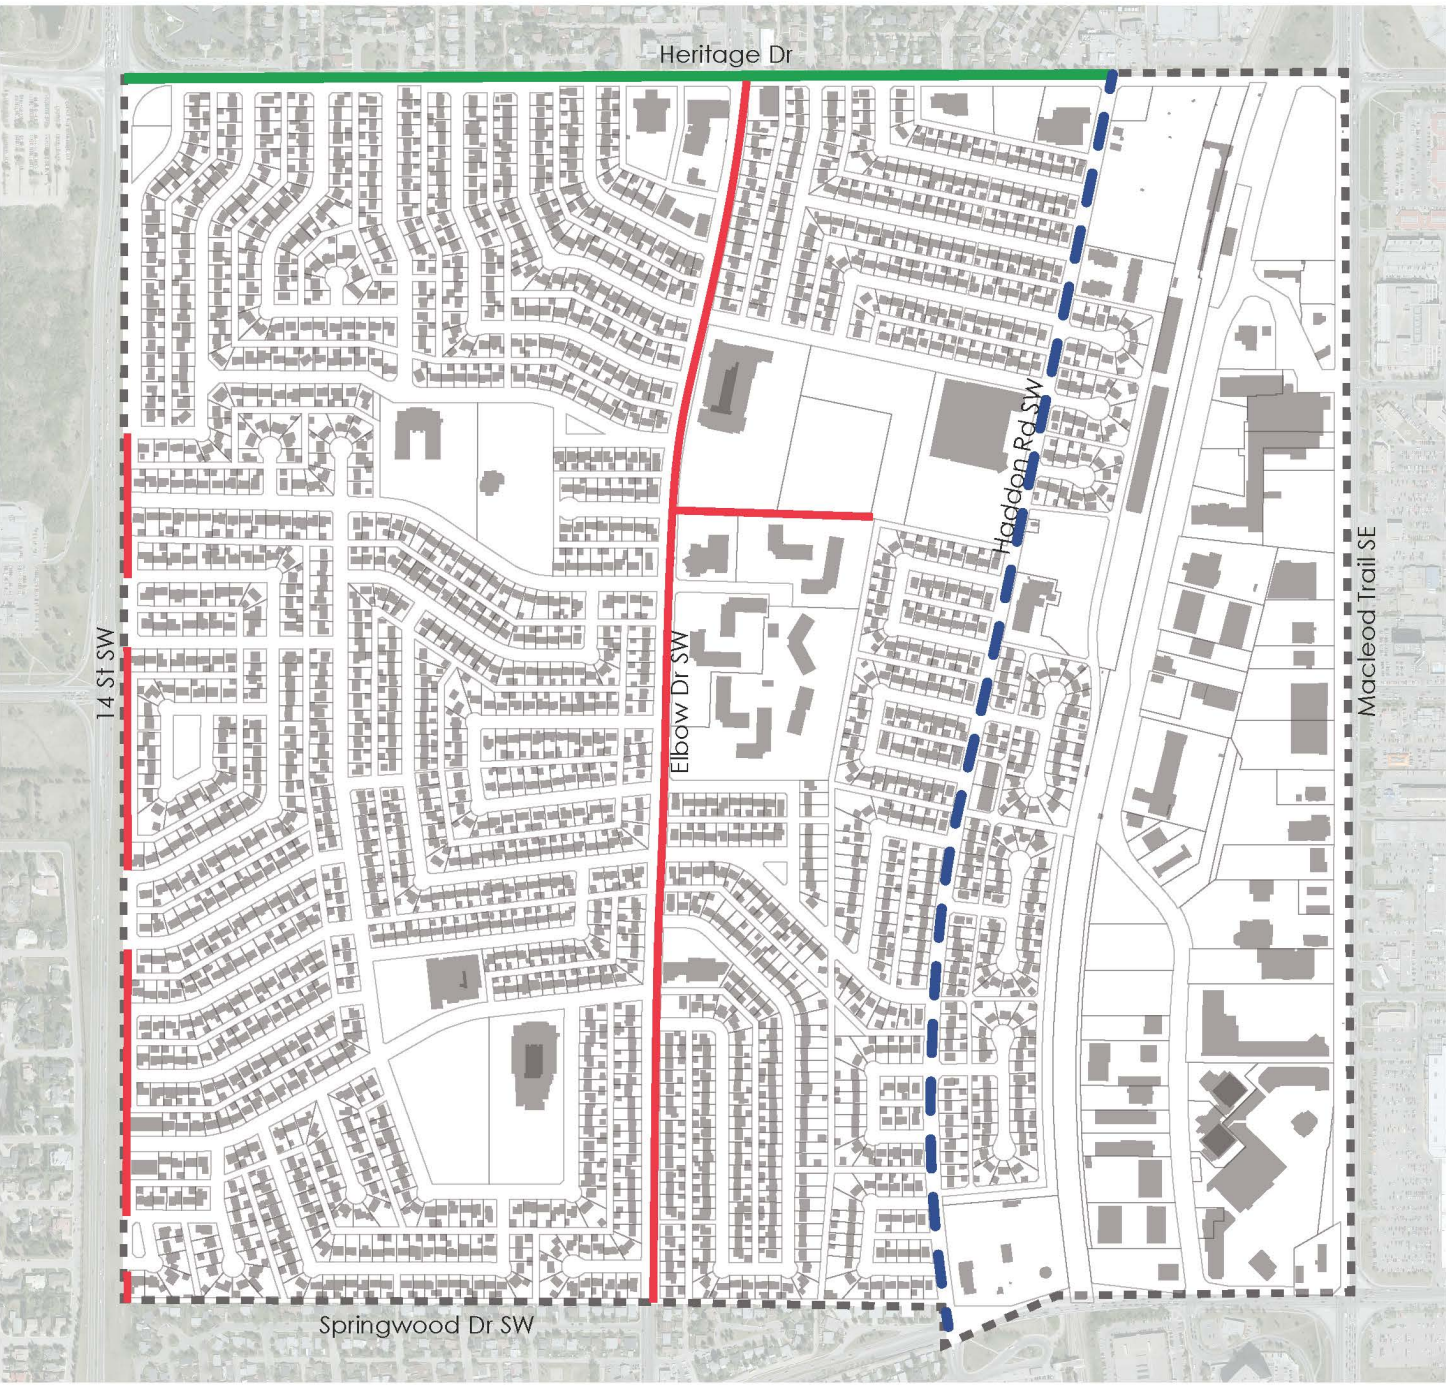 Heritage Dr
Haddon Rd SW
14 St SW
Elbow Dr SW
Macleod Trail SE
Springwood Dr SW